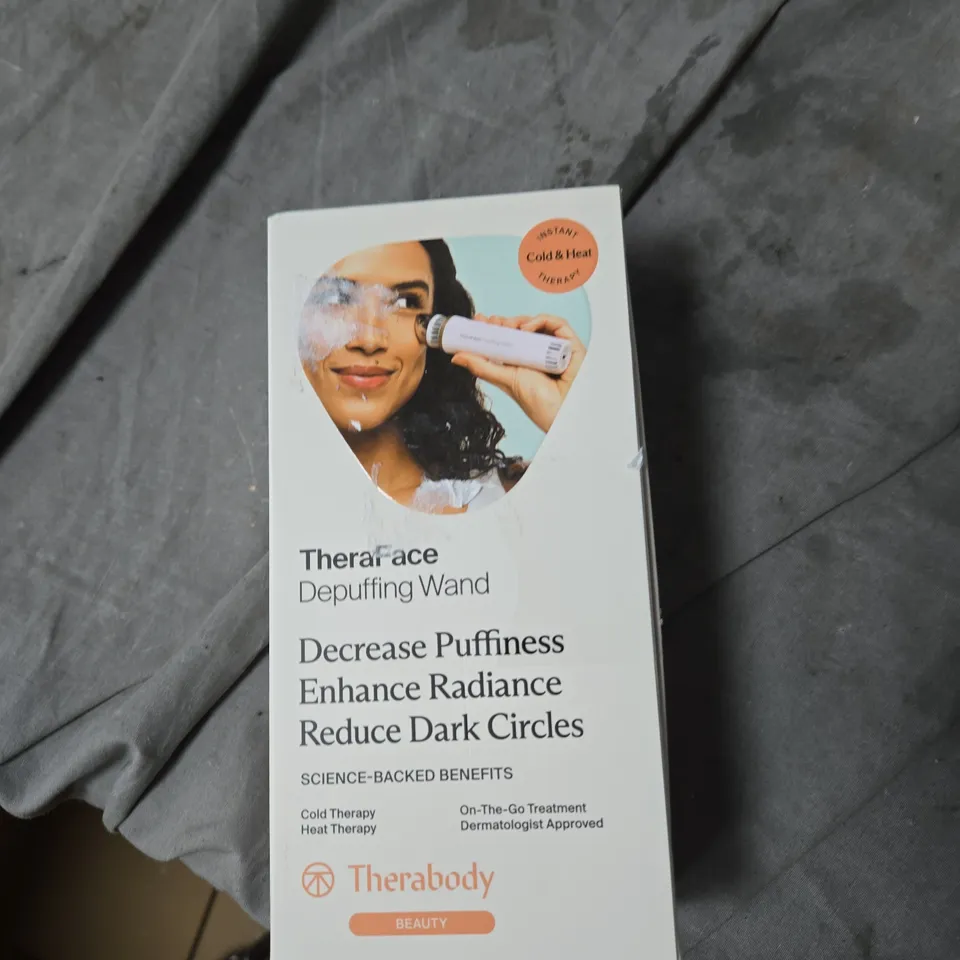 INSTANT
Cold & Heat
THERAPY
TheraFace
Depuffing Wand
Decrease Puffiness
Enhance Radiance
Reduce Dark Circles
SCIENCE-BACKED BENEFITS
Cold Therapy
Heat Therapy
On-The-Go Treatment
Dermatologist Approved
Therabody
BEAUTY